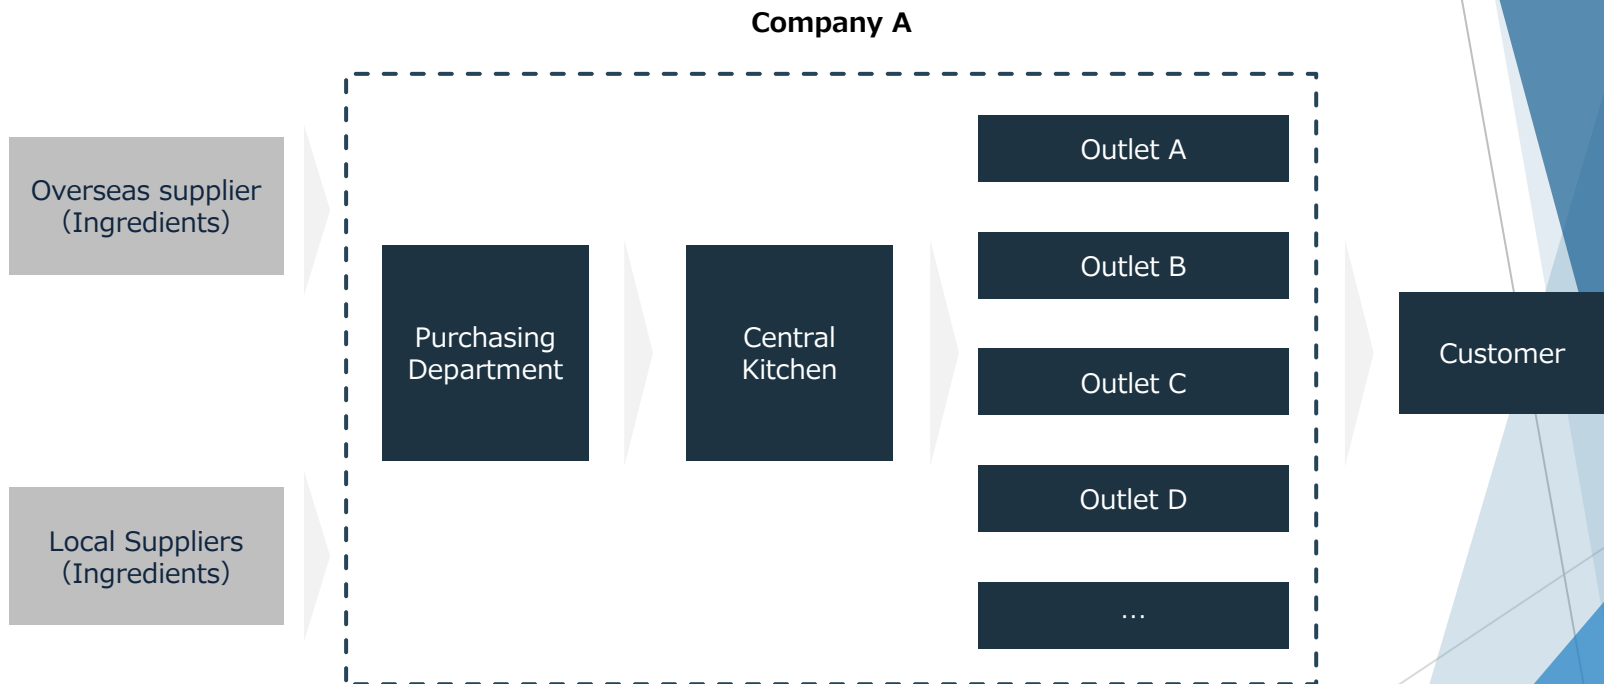 Company A
Overseas supplier
（Ingredients）
Local Suppliers
（Ingredients）
Purchasing
Department
Central
Kitchen
Outlet A
Outlet B
Outlet C
Outlet D
…
Customer